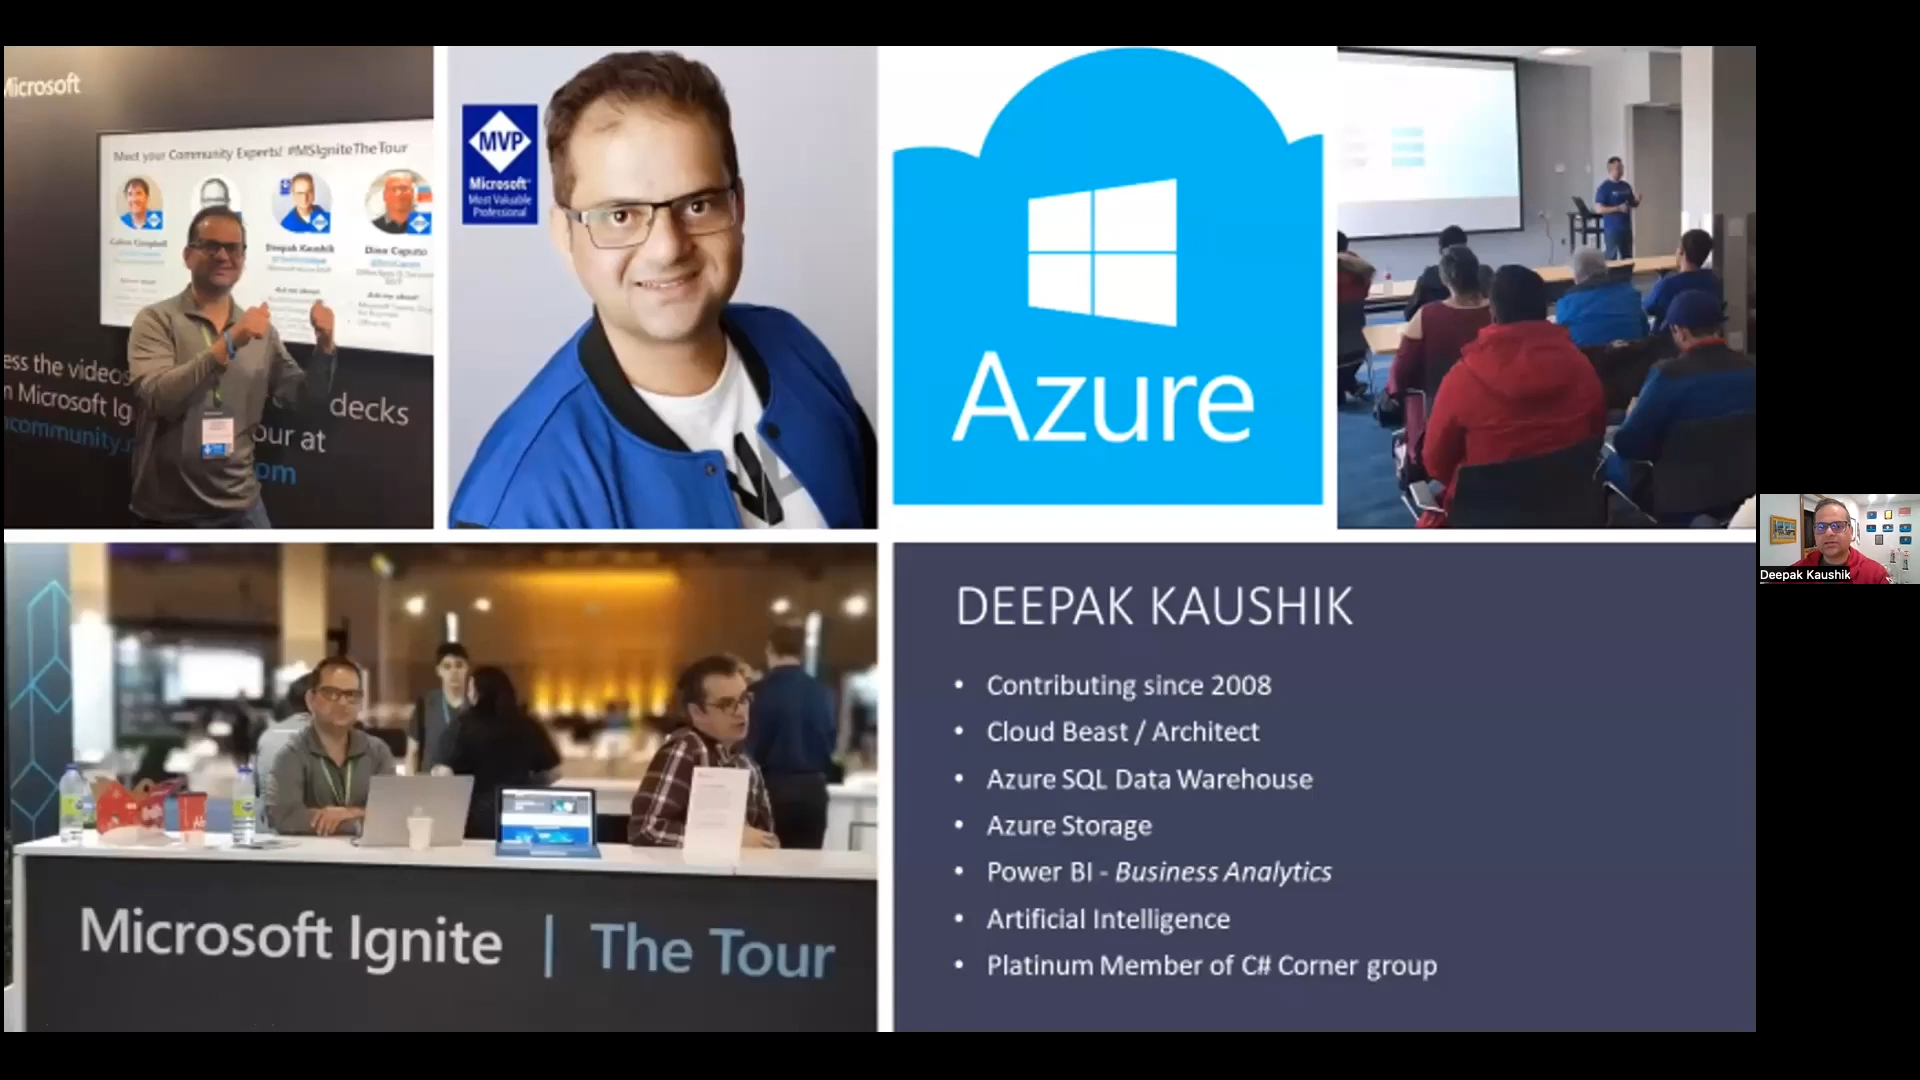 Microsoft
Meet your Community Experts! #MSIgniteTheTour
Deepak Kaushik
Dino Caputo
ess the videos
decks
n Microsoft Ig
our at
community.
om
MVP
Microsoft
Most Valuable
Professional
Azure
Microsoft Ignite | The Tour
DEEPAK KAUSHIK
• Contributing since 2008
• Cloud Beast / Architect
• Azure SQL Data Warehouse
• Azure Storage
• Power BI - Business Analytics
• Artificial Intelligence
• Platinum Member of C# Corner group
Deepak Kaushik